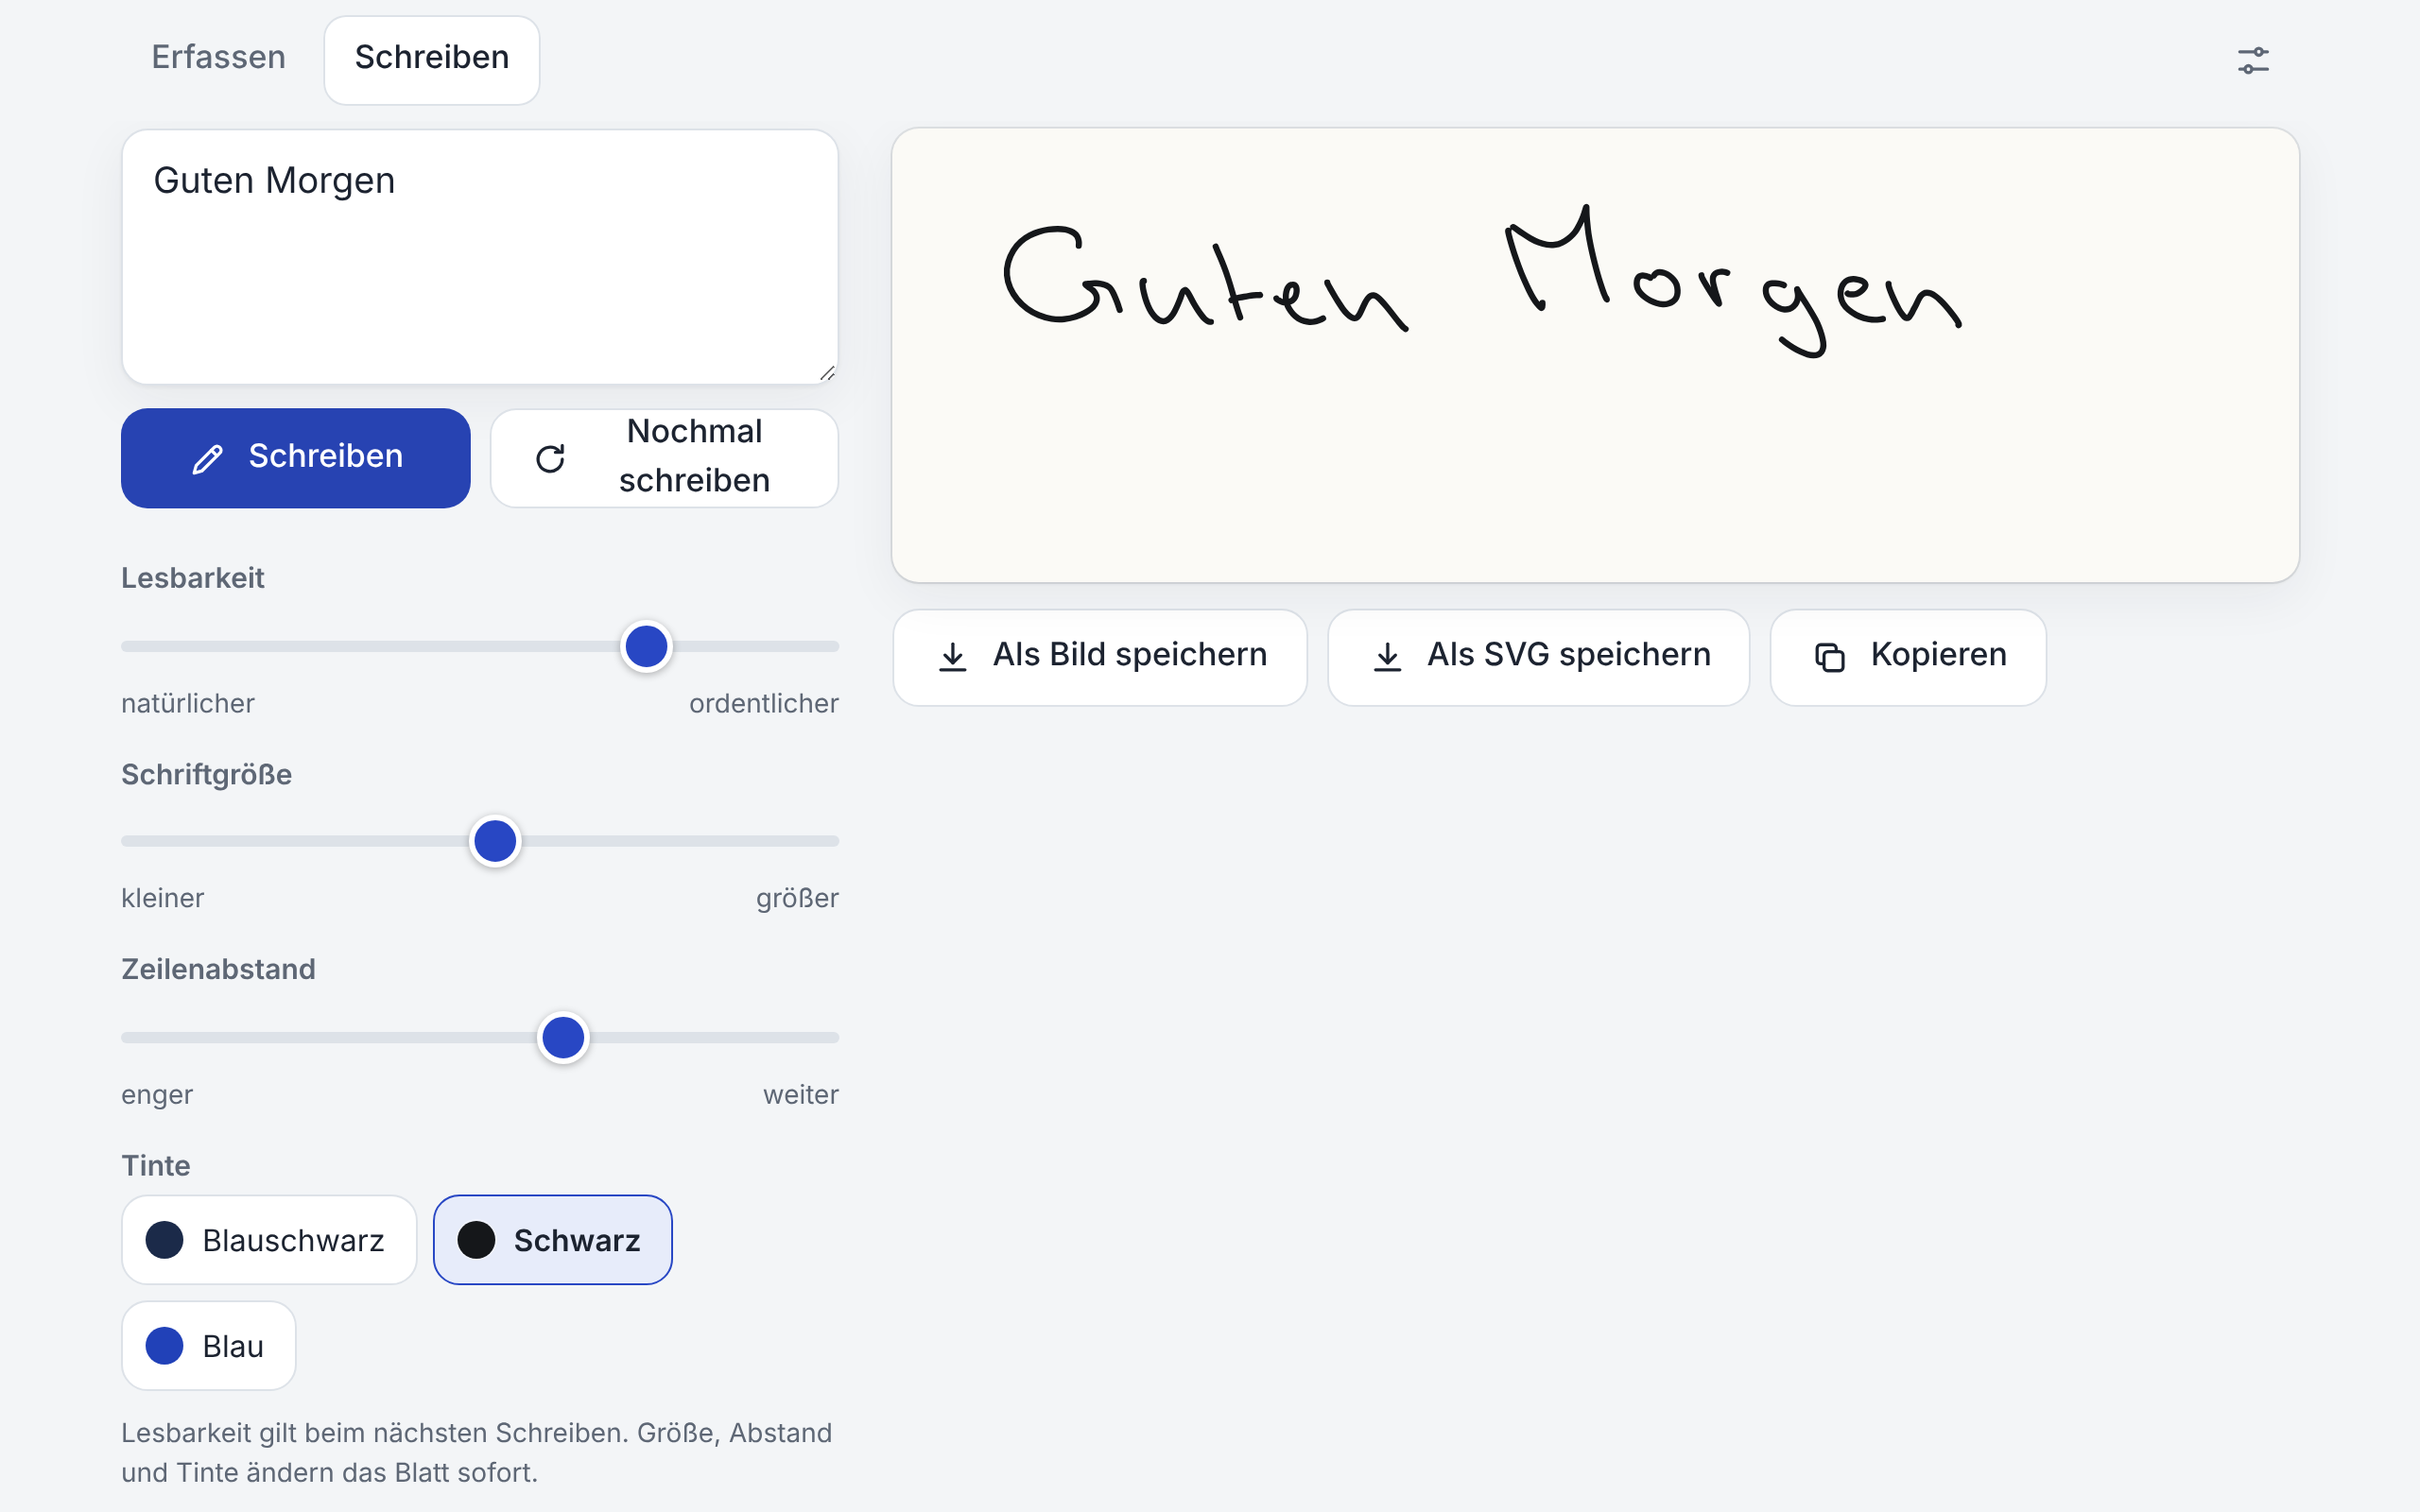 Erfassen Schreiben
Guten Morgen
Guten Morgen
Schreiben
Nochmal
schreiben
Als Bild speichern Als SVG speichern Kopieren
Lesbarkeit
natürlicher ordentlicher
Schriftgröße
kleiner größer
Zeilenabstand
enger weiter
Tinte
Blauschwarz Schwarz
Blau
Lesbarkeit gilt beim nächsten Schreiben. Größe, Abstand
und Tinte ändern das Blatt sofort.